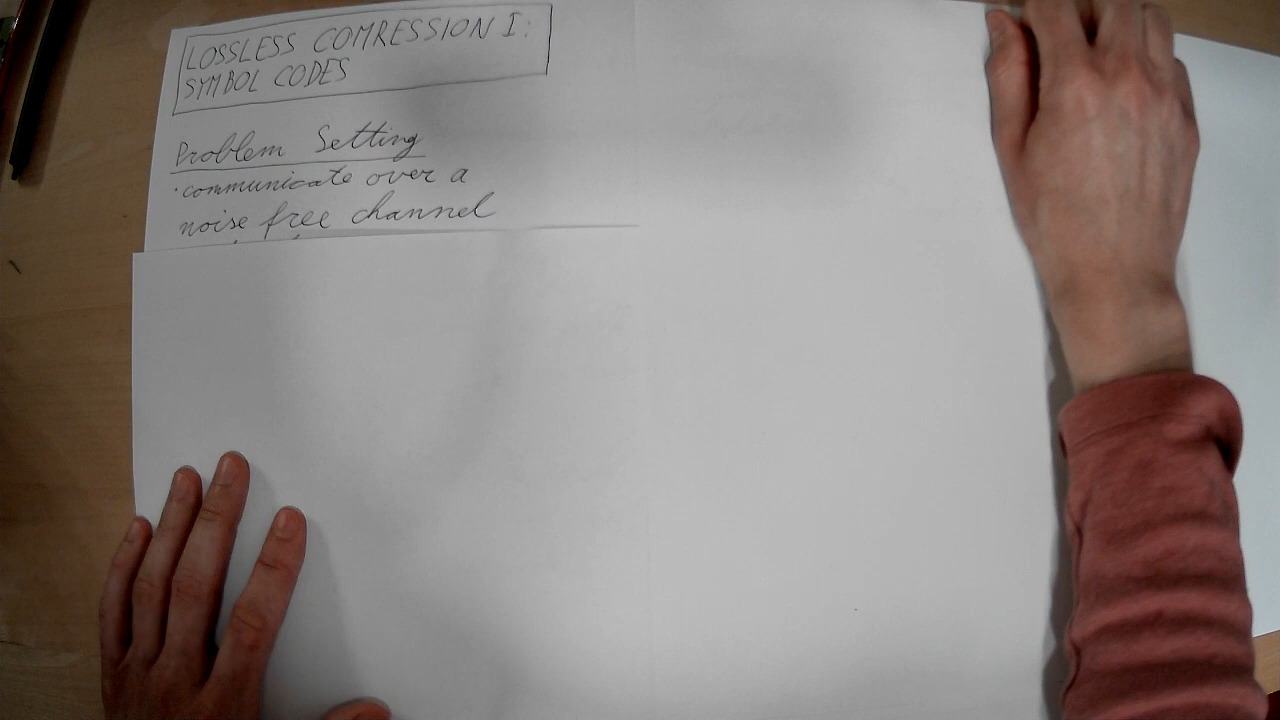 LOSSLESS COMRESSION I:
SYMBOL CODES
Problem Setting
·communicate over a
noise free channel